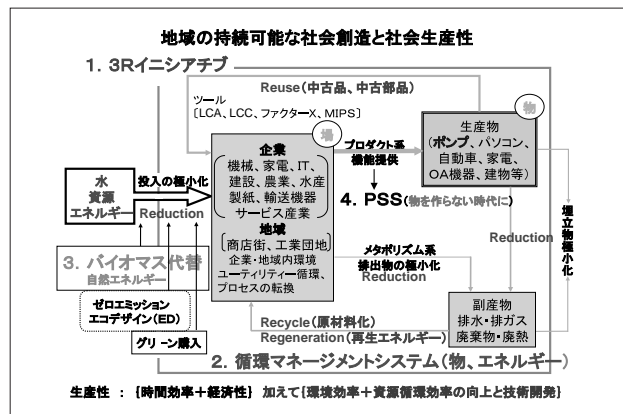 地域の持続可能な社会創造と社会生産性
1. 3Rイニシアチブ
Reuse(中古品、中古部品)
ツール
〔LCA、LCC、ファクターX、MIPS〕
場
物
企業
機械、家電、IT、
建設、農業、水産
製紙、輸送機器
サービス産業
地域
商店街、工業団地
企業・地域内環境
ユーティリティー循環、
プロセスの転換
プロダクト系
機能提供
4. PSS(物を作らない時代に)
生産物
(ポンプ、パソコン、
自動車、家電、
OA機器、建物等)
水
資源
エネルギー
投入の極小化
Reduction
3. バイオマス代替
自然エネルギー
ゼロエミッション
エコデザイン(ED)
グリーン購入
メタボリズム系
排出物の極小化
Reduction
Reduction
埋立物極小化
副産物
排水・排ガス
廃棄物・廃熱
Recycle(原材料化)
Regeneration(再生エネルギー)
2. 循環マネージメントシステム(物、エネルギー)
生産性 : {時間効率+経済性} 加えて{環境効率+資源循環効率の向上と技術開発}